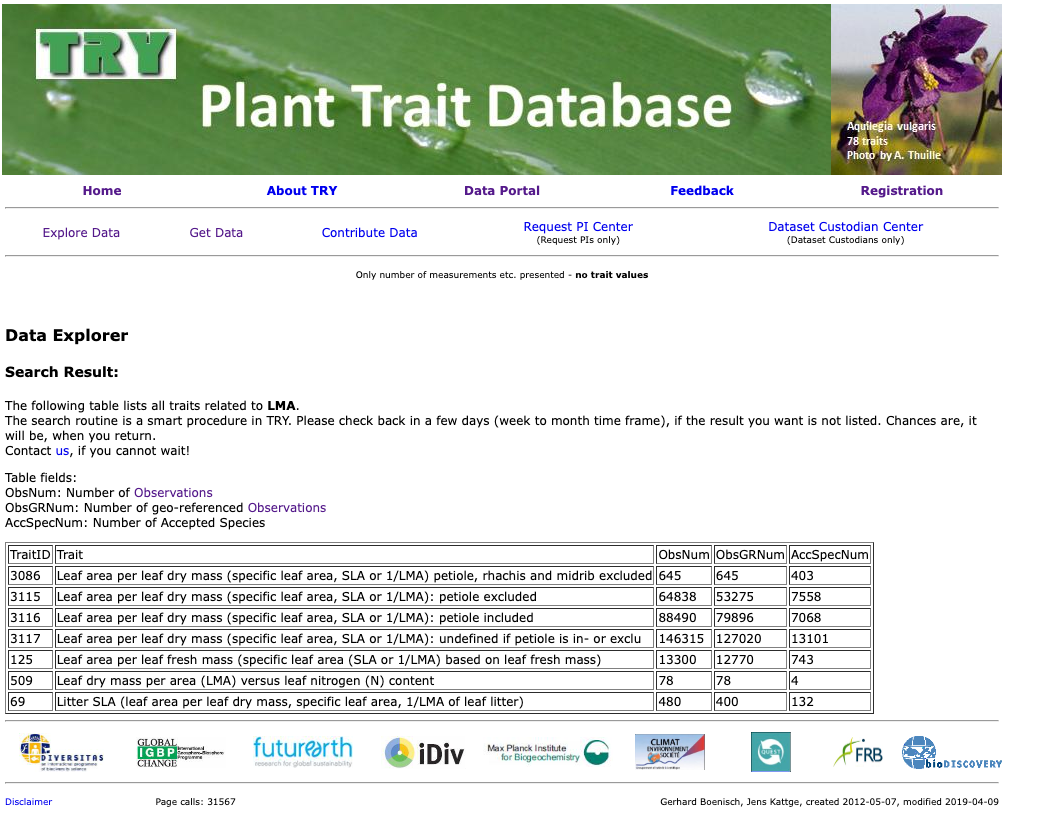 TRY
Plant Trait Database
Aquilegia vulgaris
78 traits
Photo by A. Thuille
Home About TRY Data Portal Feedback Registration
Explore Data Get Data Contribute Data Request PI Center Dataset Custodian Center
(Request PIs only) (Dataset Custodians only)
Only number of measurements etc. presented - no trait values
Data Explorer
Search Result:
The following table lists all traits related to LMA.
The search routine is a smart procedure in TRY. Please check back in a few days (week to month time frame), if the result you want is not listed. Chances are, it
will be, when you return.
Contact us, if you cannot wait!
Table fields:
ObsNum: Number of Observations
ObsGRNum: Number of geo-referenced Observations
AccSpecNum: Number of Accepted Species
TraitID Trait ObsNum ObsGRNum AccSpecNum
3086 Leaf area per leaf dry mass (specific leaf area, SLA or 1/LMA) petiole, rhachis and midrib excluded 645 645 403
3115 Leaf area per leaf dry mass (specific leaf area, SLA or 1/LMA): petiole excluded 64838 53275 7558
3116 Leaf area per leaf dry mass (specific leaf area, SLA or 1/LMA): petiole included 88490 79896 7068
3117 Leaf area per leaf dry mass (specific leaf area, SLA or 1/LMA): undefined if petiole is in- or exclu 146315 127020 13101
125 Leaf area per leaf fresh mass (specific leaf area (SLA or 1/LMA) based on leaf fresh mass) 13300 12770 743
509 Leaf dry mass per area (LMA) versus leaf nitrogen (N) content 78 78 4
69 Litter SLA (leaf area per leaf dry mass, specific leaf area, 1/LMA of leaf litter) 480 400 132
DIVERSITAS
an international programme
of biodiversity science
GLOBAL
IGBP
CHANGE
International
Geosphere-Biosphere
Programme
futurearth
research for global sustainability
iDiv
Max Planck Institute
for Biogeochemistry
CLIMAT
ENVIRONNEMENT
SOCIÉTÉ
QUEST
FRB
bioDISCOVERY
Disclaimer Page calls: 31567 Gerhard Boenisch, Jens Kattge, created 2012-05-07, modified 2019-04-09